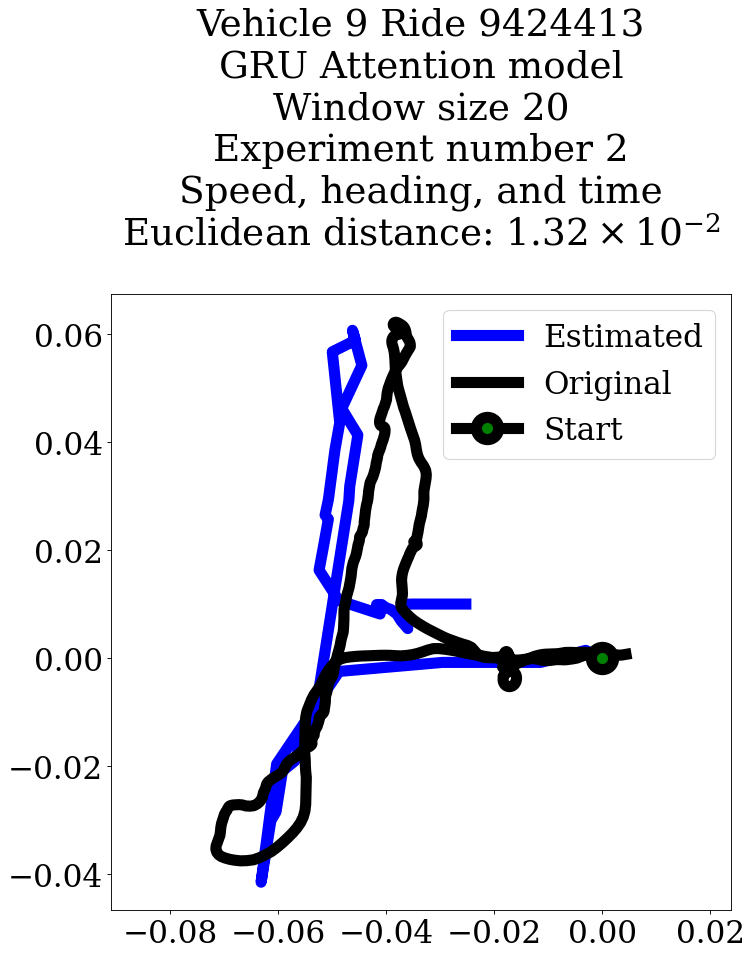 Vehicle 9 Ride 9424413
GRU Attention model
Window size 20
Experiment number 2
Speed, heading, and time
Euclidean distance: 1.32 × 10⁻²
Estimated
Original
Start
0.06
0.04
0.02
0.00
−0.02
−0.04
−0.08 −0.06 −0.04 −0.02 0.00 0.02